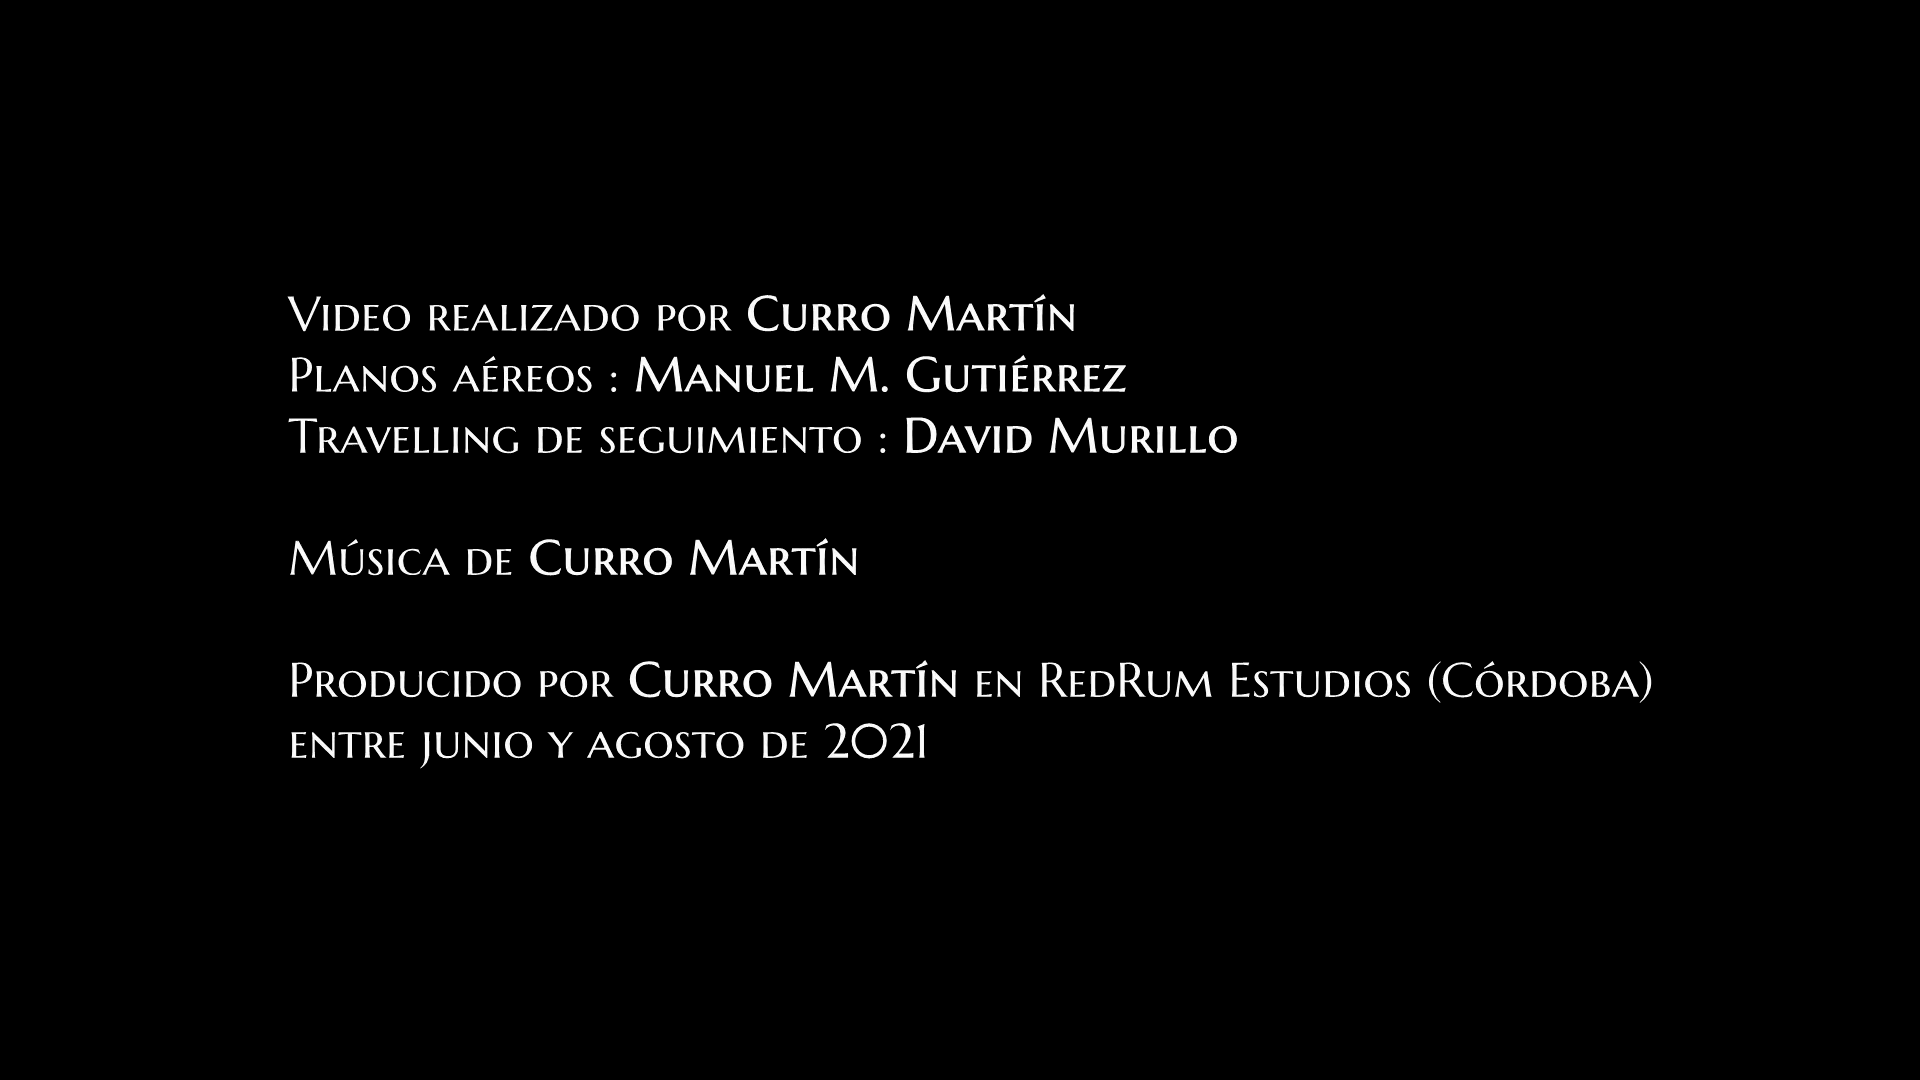 Video realizado por Curro Martín
Planos aéreos : Manuel M. Gutiérrez
Travelling de seguimiento : David Murillo
Música de Curro Martín
Producido por Curro Martín en RedRum Estudios (Córdoba)
entre junio y agosto de 2021